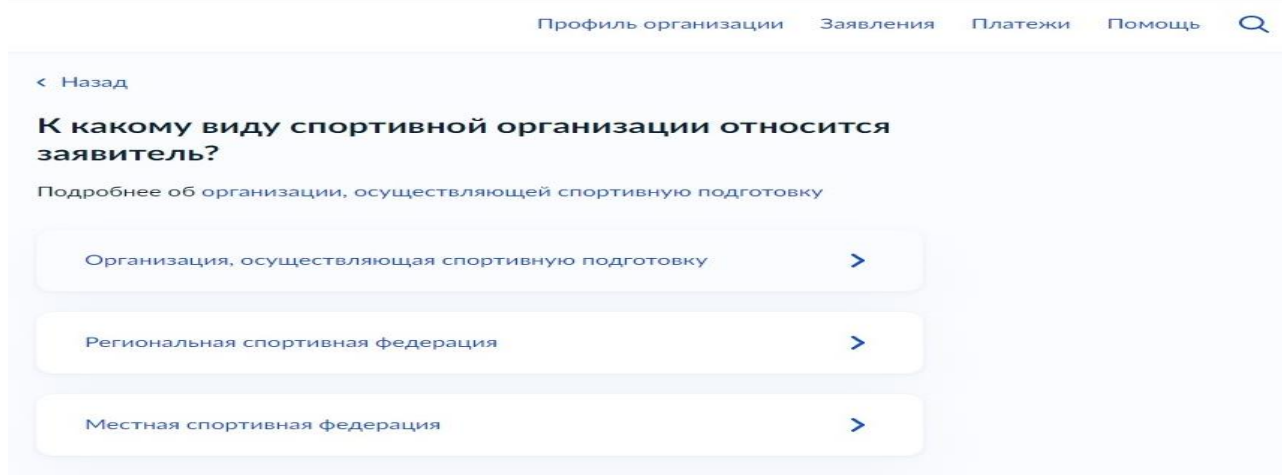 Профиль организации Заявления Платежи Помощь
Назад
К какому виду спортивной организации относится
заявитель?
Подробнее об организации, осуществляющей спортивную подготовку
Организация, осуществляющая спортивную подготовку
Региональная спортивная федерация
Местная спортивная федерация